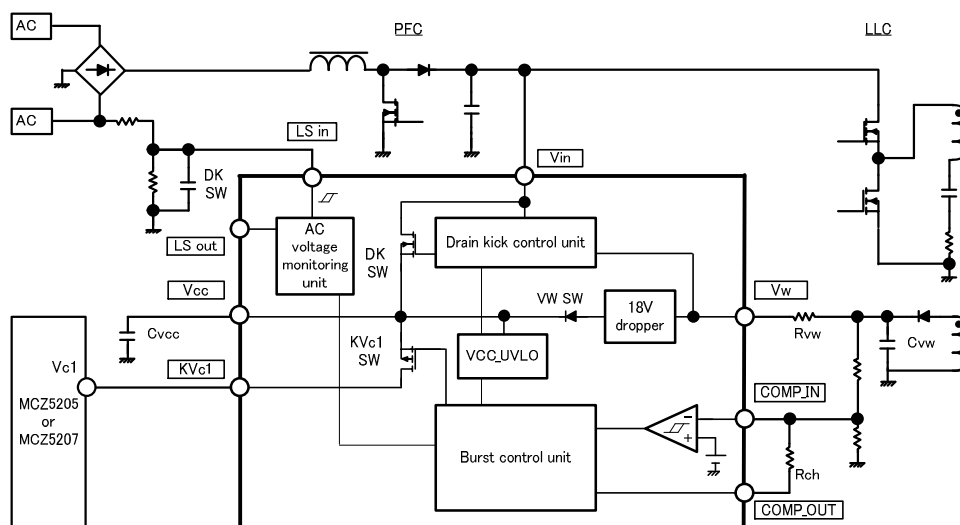 AC
PFC
LLC
AC
LS in
Vin
DK
SW
LS out
AC
voltage
monitoring
unit
DK
SW
Drain kick control unit
Vcc
VW SW
18V
dropper
Vw
Cvcc
KVc1
SW
VCC_UVLO
Rvw
Cvw
Vc1
KVc1
MCZ5205
or
MCZ5207
COMP_IN
-
+
Burst control unit
Rch
COMP_OUT